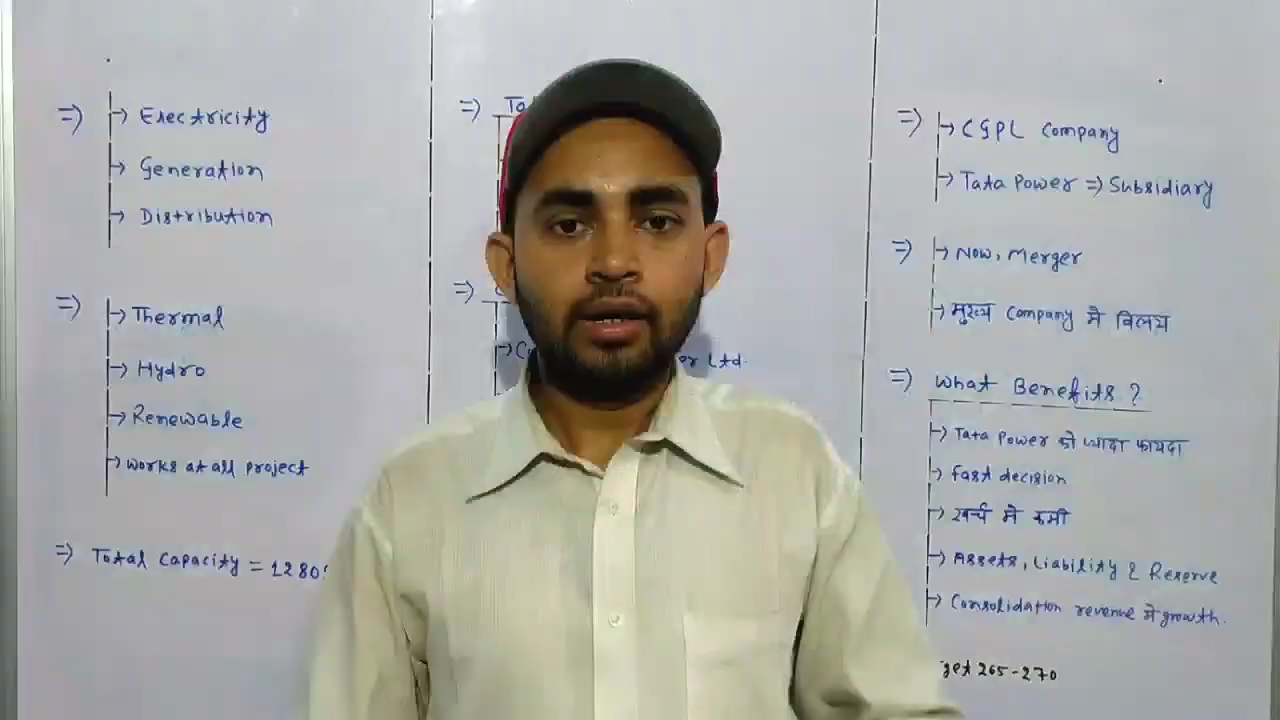 => → Electricity
→ Generation
→ Distribution
=> → Thermal
→ Hydro
→ Renewable
→ works at all project
=> Total Capacity = 1280
=>
=>
Ltd.
=> → CGPL Company
→ Tata Power => Subsidiary
=> → Now, Merger
→ मुख्य Company मे विलय
=> What Benefits ?
→ Tata Power को ज्यादा फायदा
→ fast decision
→ खर्च मे कमी
→ Assets, Liability & Reserve
→ Consolidation revenue मे growth.
get 265-270